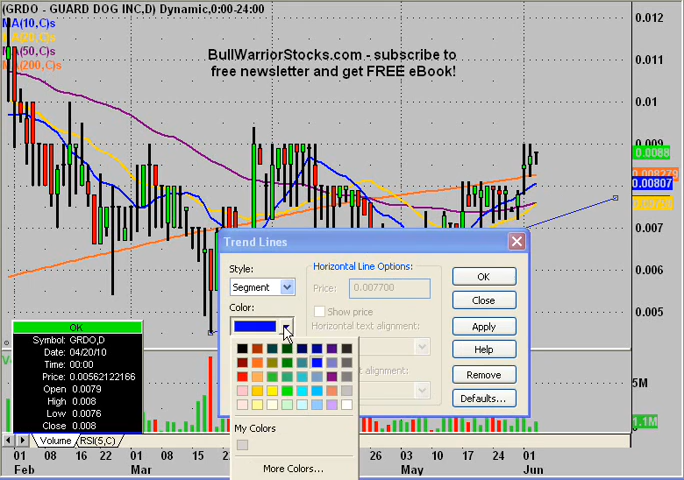 (GRDO - GUARD DOG INC,D) Dynamic,0:00-24:00
MA(10,C)s
MA(20,C)s
MA(50,C)s
MA(200,C)s
BullWarriorStocks.com - subscribe to
free newsletter and get FREE eBook!
0.012
0.011
0.01
0.009
0.0088
0.008279
0.00807
0.007
0.006
0.005
5M
1.1M
Trend Lines
Style:
Segment
Color:
Horizontal Line Options:
Price:
0.007700
Show price
Horizontal text alignment:
OK
Close
Apply
Help
Remove
Defaults...
My Colors
More Colors...
OK
Symbol: GRDO,D
Date: 04/20/10
Time: 00:00
Price: 0.00562122166
Open 0.0079
High 0.008
Low 0.0076
Close 0.008
Volume
RSI(5,C)
01 08 16 22 01 08 15 22
03 10 17 24 01
Feb Mar May Jun